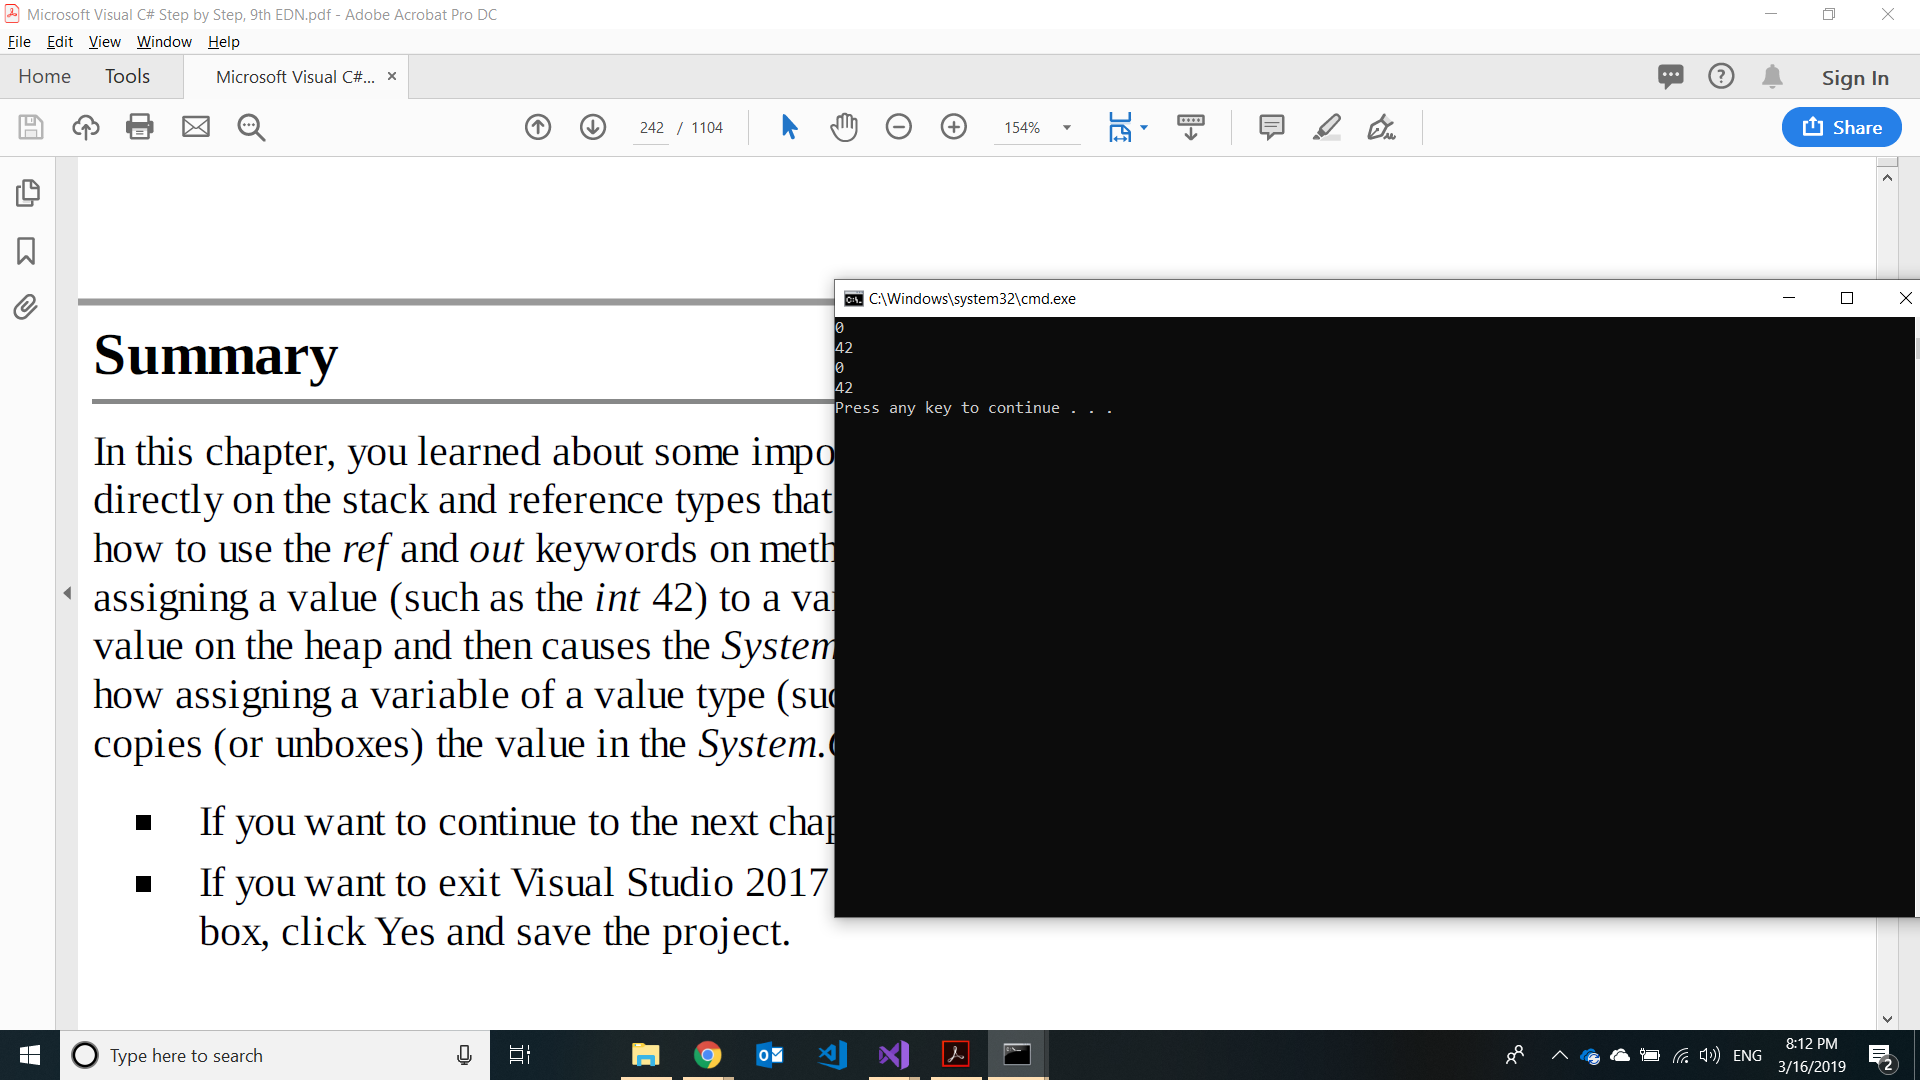 Microsoft Visual C# Step by Step, 9th EDN.pdf - Adobe Acrobat Pro DC
File Edit View Window Help
Home Tools Microsoft Visual C#... × Sign In
242 / 1104 154% Share
C:\Windows\system32\cmd.exe
0
42
0
42
Press any key to continue . . .
Summary
In this chapter, you learned about some impo
directly on the stack and reference types that
how to use the ref and out keywords on meth
assigning a value (such as the int 42) to a va
value on the heap and then causes the System
how assigning a variable of a value type (suc
copies (or unboxes) the value in the System.
If you want to continue to the next chap
If you want to exit Visual Studio 2017
box, click Yes and save the project.
Type here to search
ENG
8:12 PM
3/16/2019
2